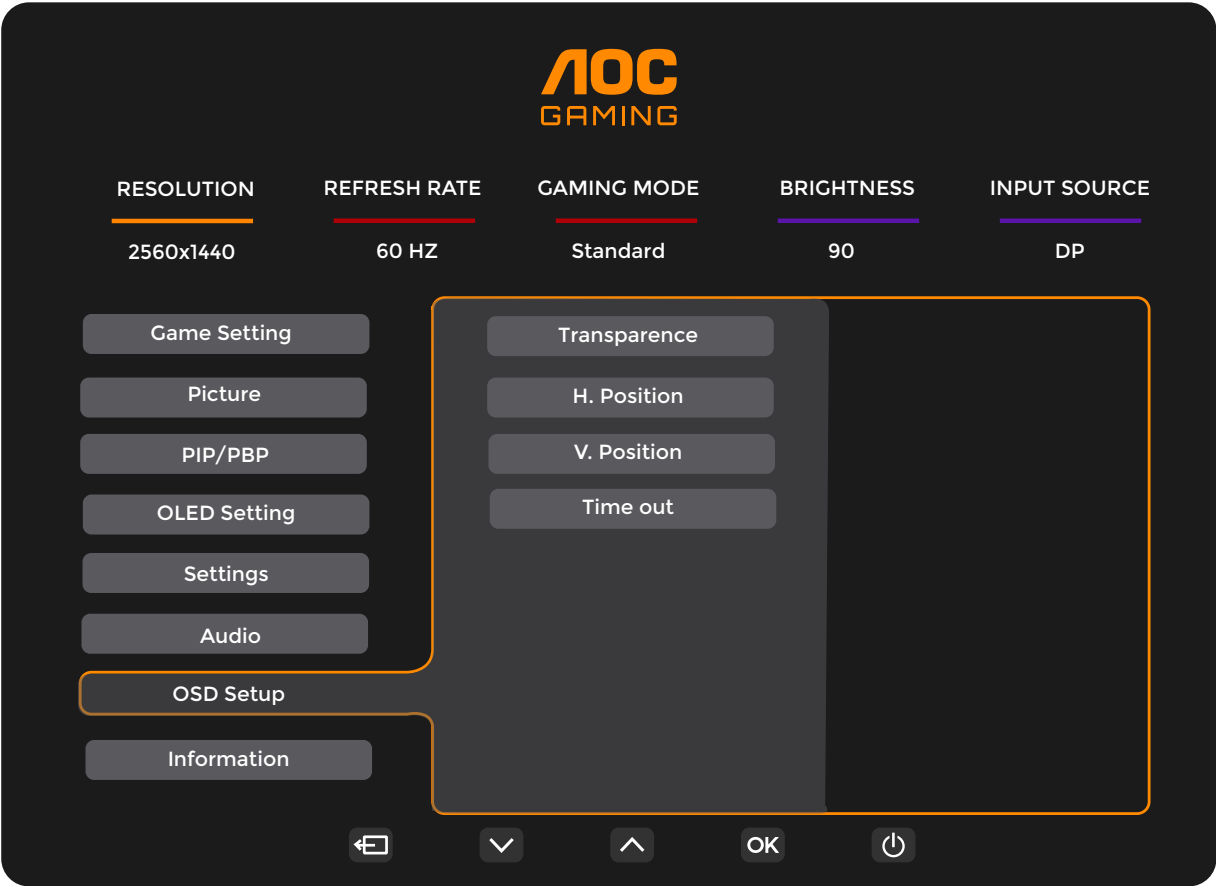 AOC
GAMING
RESOLUTION REFRESH RATE GAMING MODE BRIGHTNESS INPUT SOURCE
2560x1440 60 HZ Standard 90 DP
Game Setting
Picture
PIP/PBP
OLED Setting
Settings
Audio
OSD Setup
Information
Transparence
H. Position
V. Position
Time out
OK